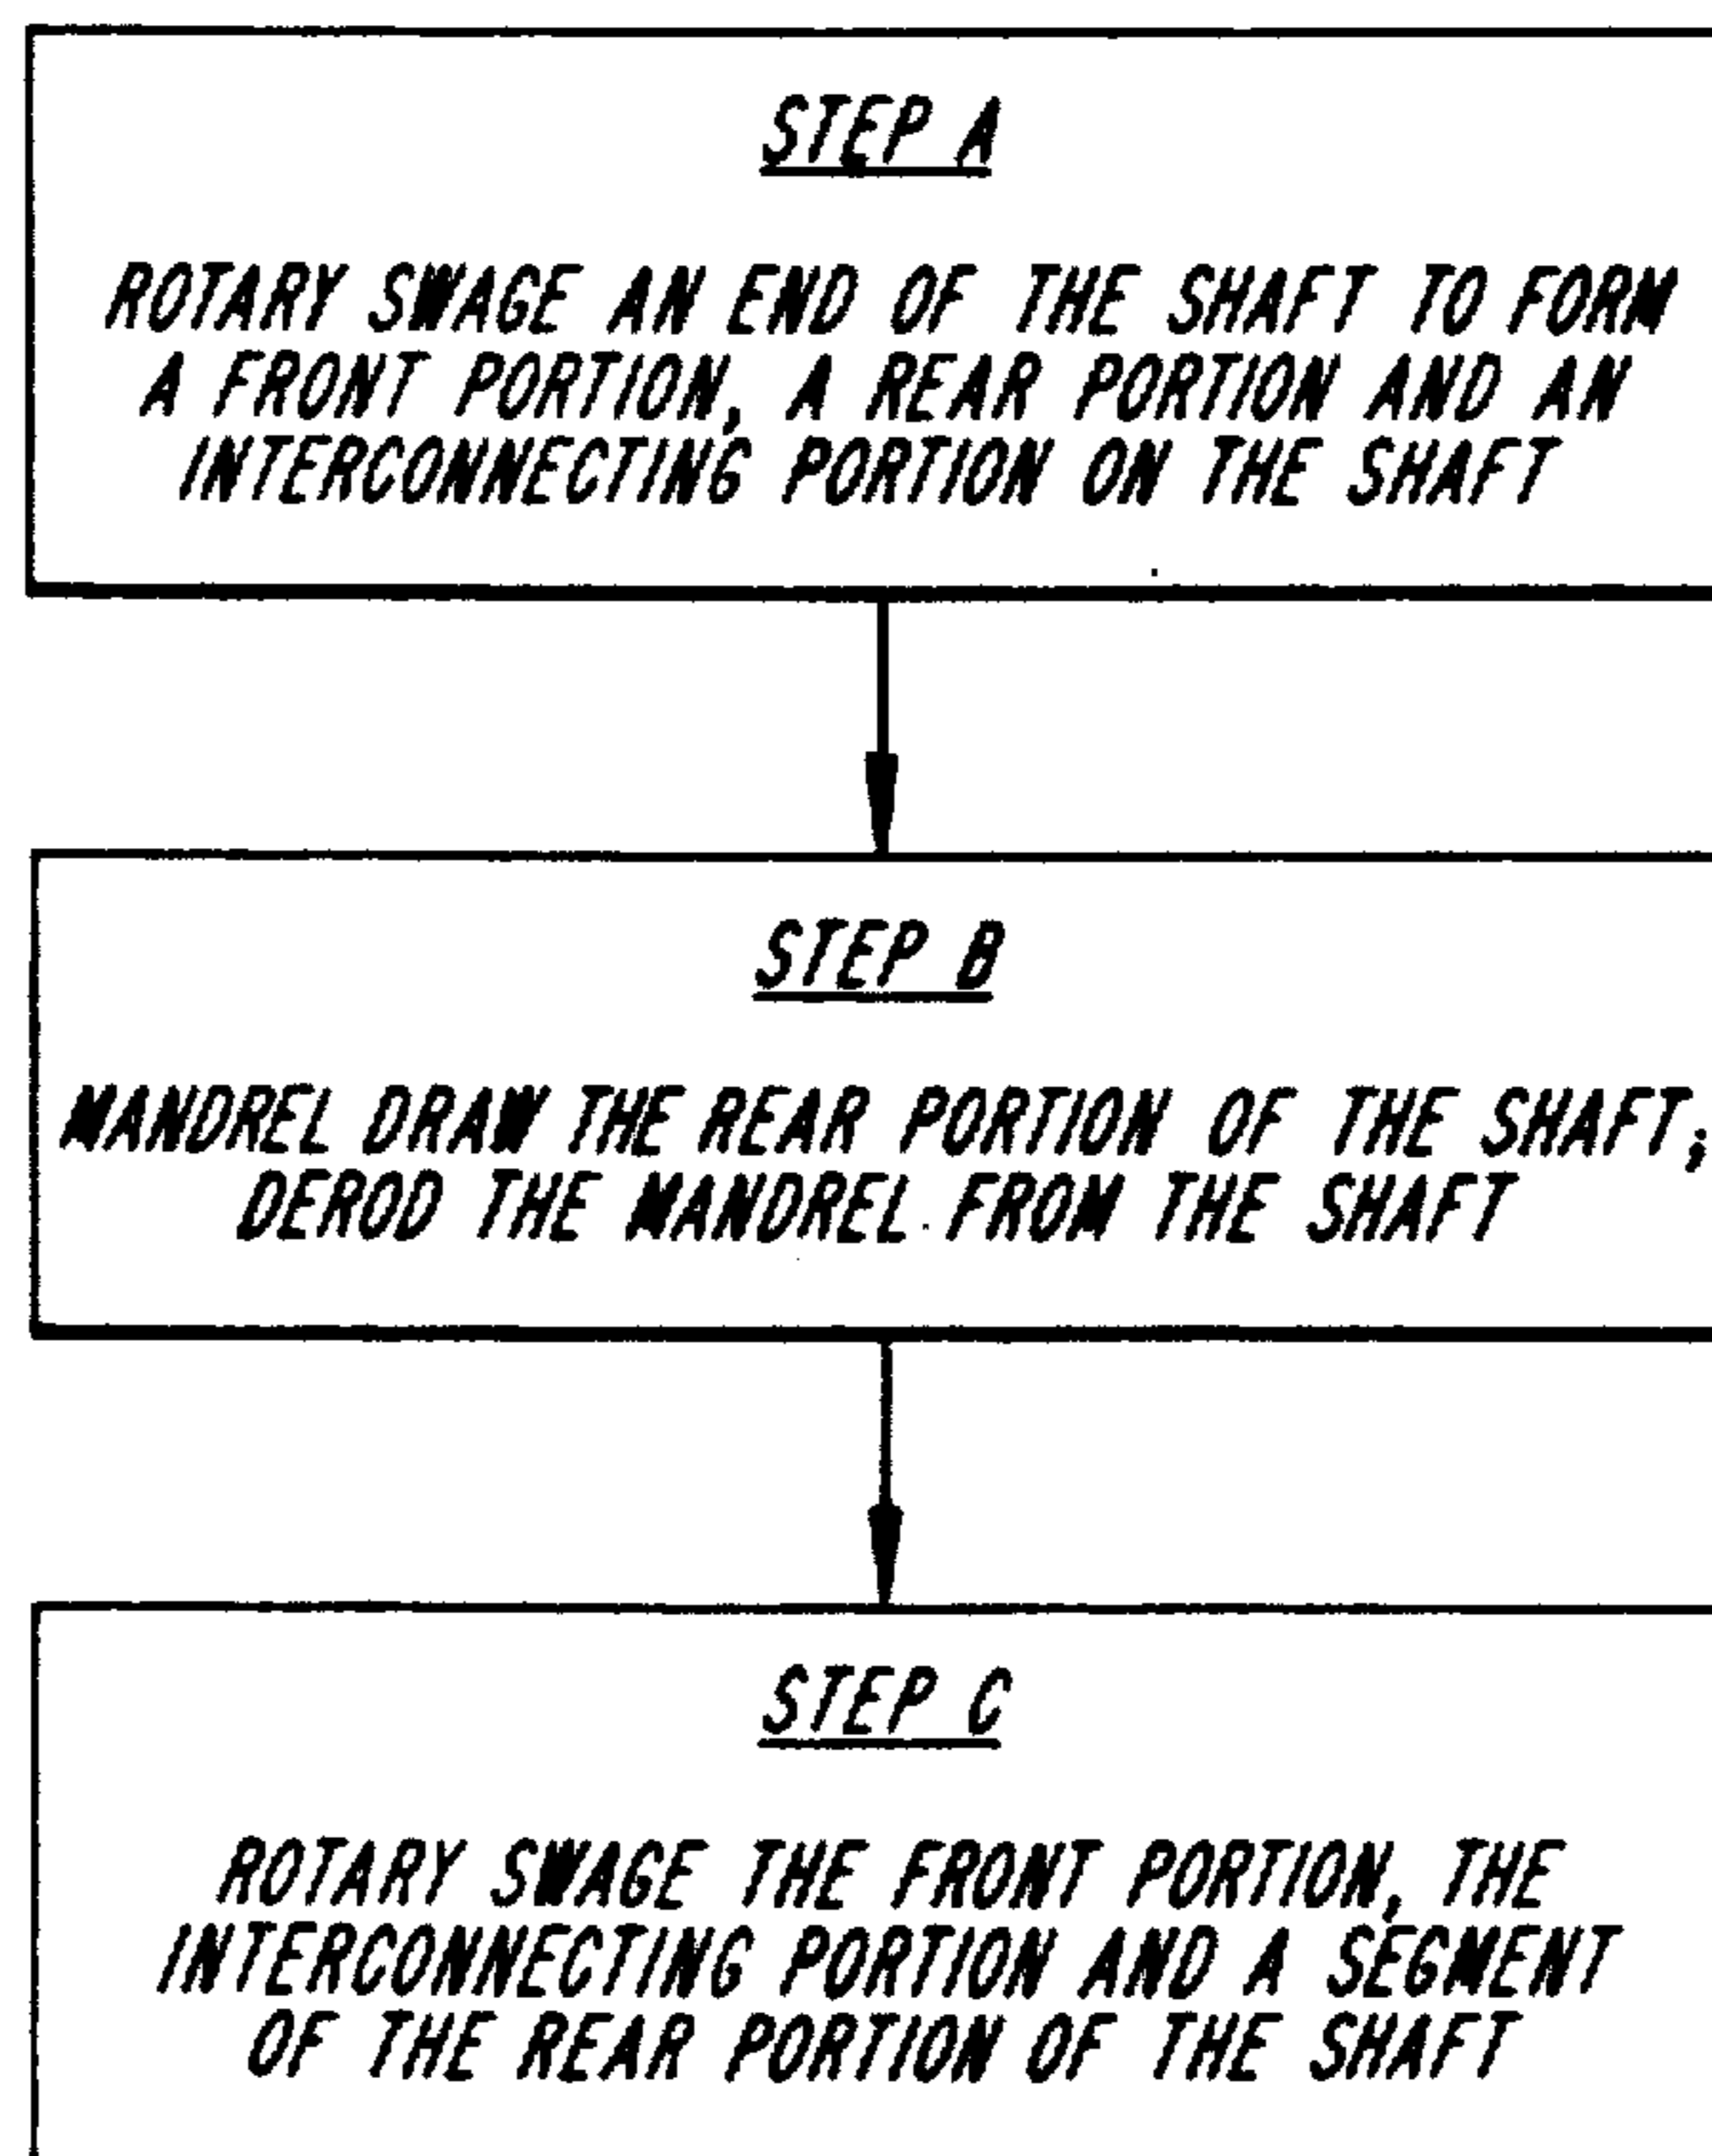 STEP A
ROTARY SWAGE AN END OF THE SHAFT TO FORM
A FRONT PORTION, A REAR PORTION AND AN
INTERCONNECTING PORTION ON THE SHAFT
STEP B
MANDREL DRAW THE REAR PORTION OF THE SHAFT;
DEROD THE MANDREL FROM THE SHAFT
STEP C
ROTARY SWAGE THE FRONT PORTION, THE
INTERCONNECTING PORTION AND A SEGMENT
OF THE REAR PORTION OF THE SHAFT